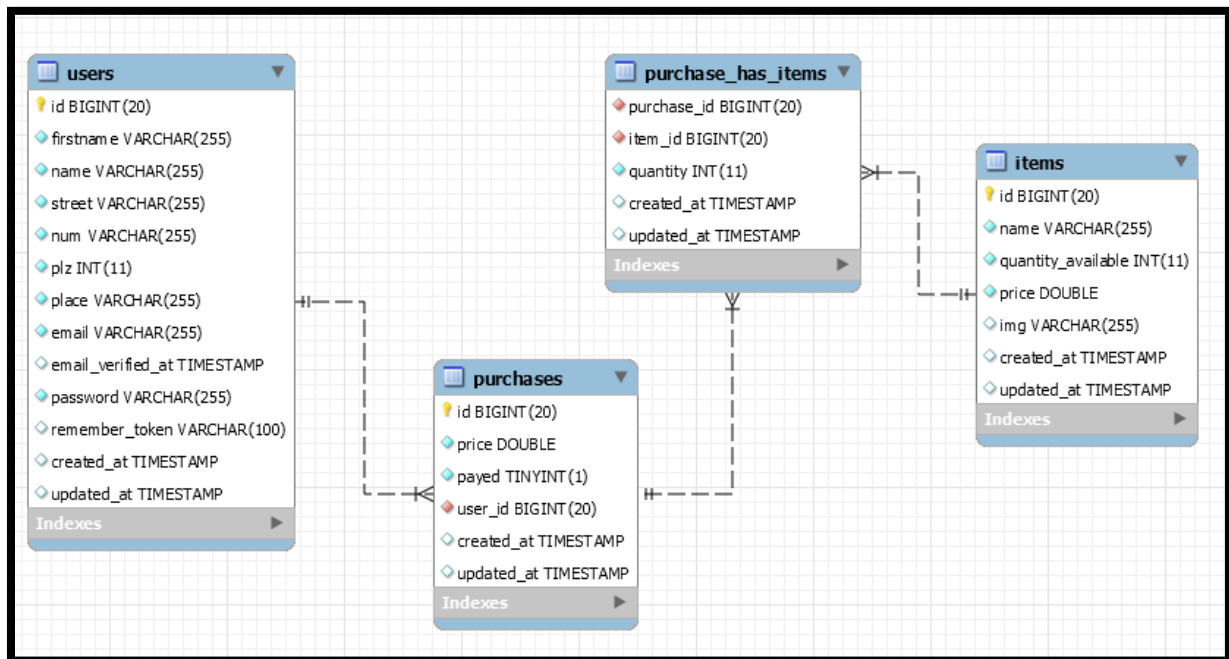 users
id BIGINT(20)
firstname VARCHAR(255)
name VARCHAR(255)
street VARCHAR(255)
num VARCHAR(255)
plz INT(11)
place VARCHAR(255)
email VARCHAR(255)
email_verified_at TIMESTAMP
password VARCHAR(255)
remember_token VARCHAR(100)
created_at TIMESTAMP
updated_at TIMESTAMP
Indexes
purchases
id BIGINT(20)
price DOUBLE
payed TINYINT(1)
user_id BIGINT(20)
created_at TIMESTAMP
updated_at TIMESTAMP
Indexes
purchase_has_items
purchase_id BIGINT(20)
item_id BIGINT(20)
quantity INT(11)
created_at TIMESTAMP
updated_at TIMESTAMP
Indexes
items
id BIGINT(20)
name VARCHAR(255)
quantity_available INT(11)
price DOUBLE
img VARCHAR(255)
created_at TIMESTAMP
updated_at TIMESTAMP
Indexes